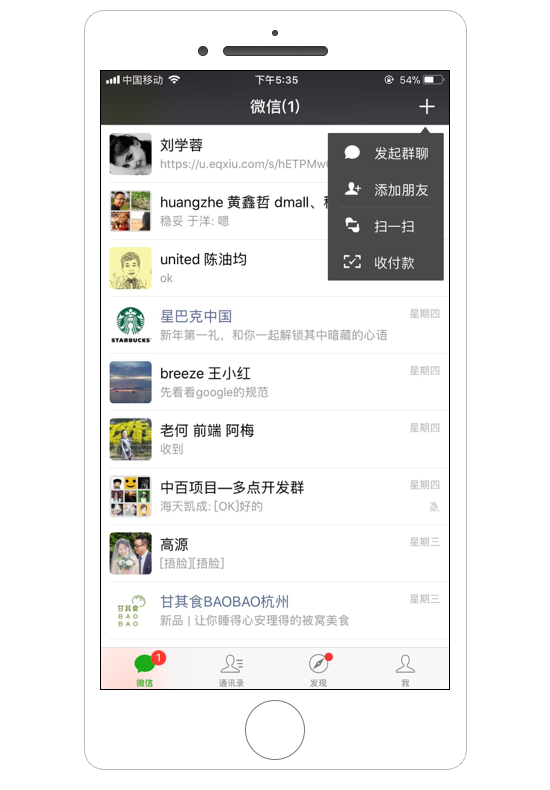 中国移动
下午5:35
54%
微信(1)
发起群聊
添加朋友
扫一扫
收付款
刘学蓉
https://u.eqxiu.com/s/hETPMw
huangzhe 黄鑫哲 dmall、
稳妥 于洋: 嗯
united 陈油均
ok
STARBUCKS
星巴克中国
星期四
新年第一礼，和你一起解锁其中暗藏的心语
breeze 王小红
星期四
先看看google的规范
老何 前端 阿梅
星期四
收到
中百项目—多点开发群
星期四
海天凯成: [OK]好的
高源
星期三
[捂脸][捂脸]
甘其食
BAO
BAO
甘其食BAOBAO杭州
星期三
新品 | 让你睡得心安理得的被窝美食
1
微信
通讯录
发现
我